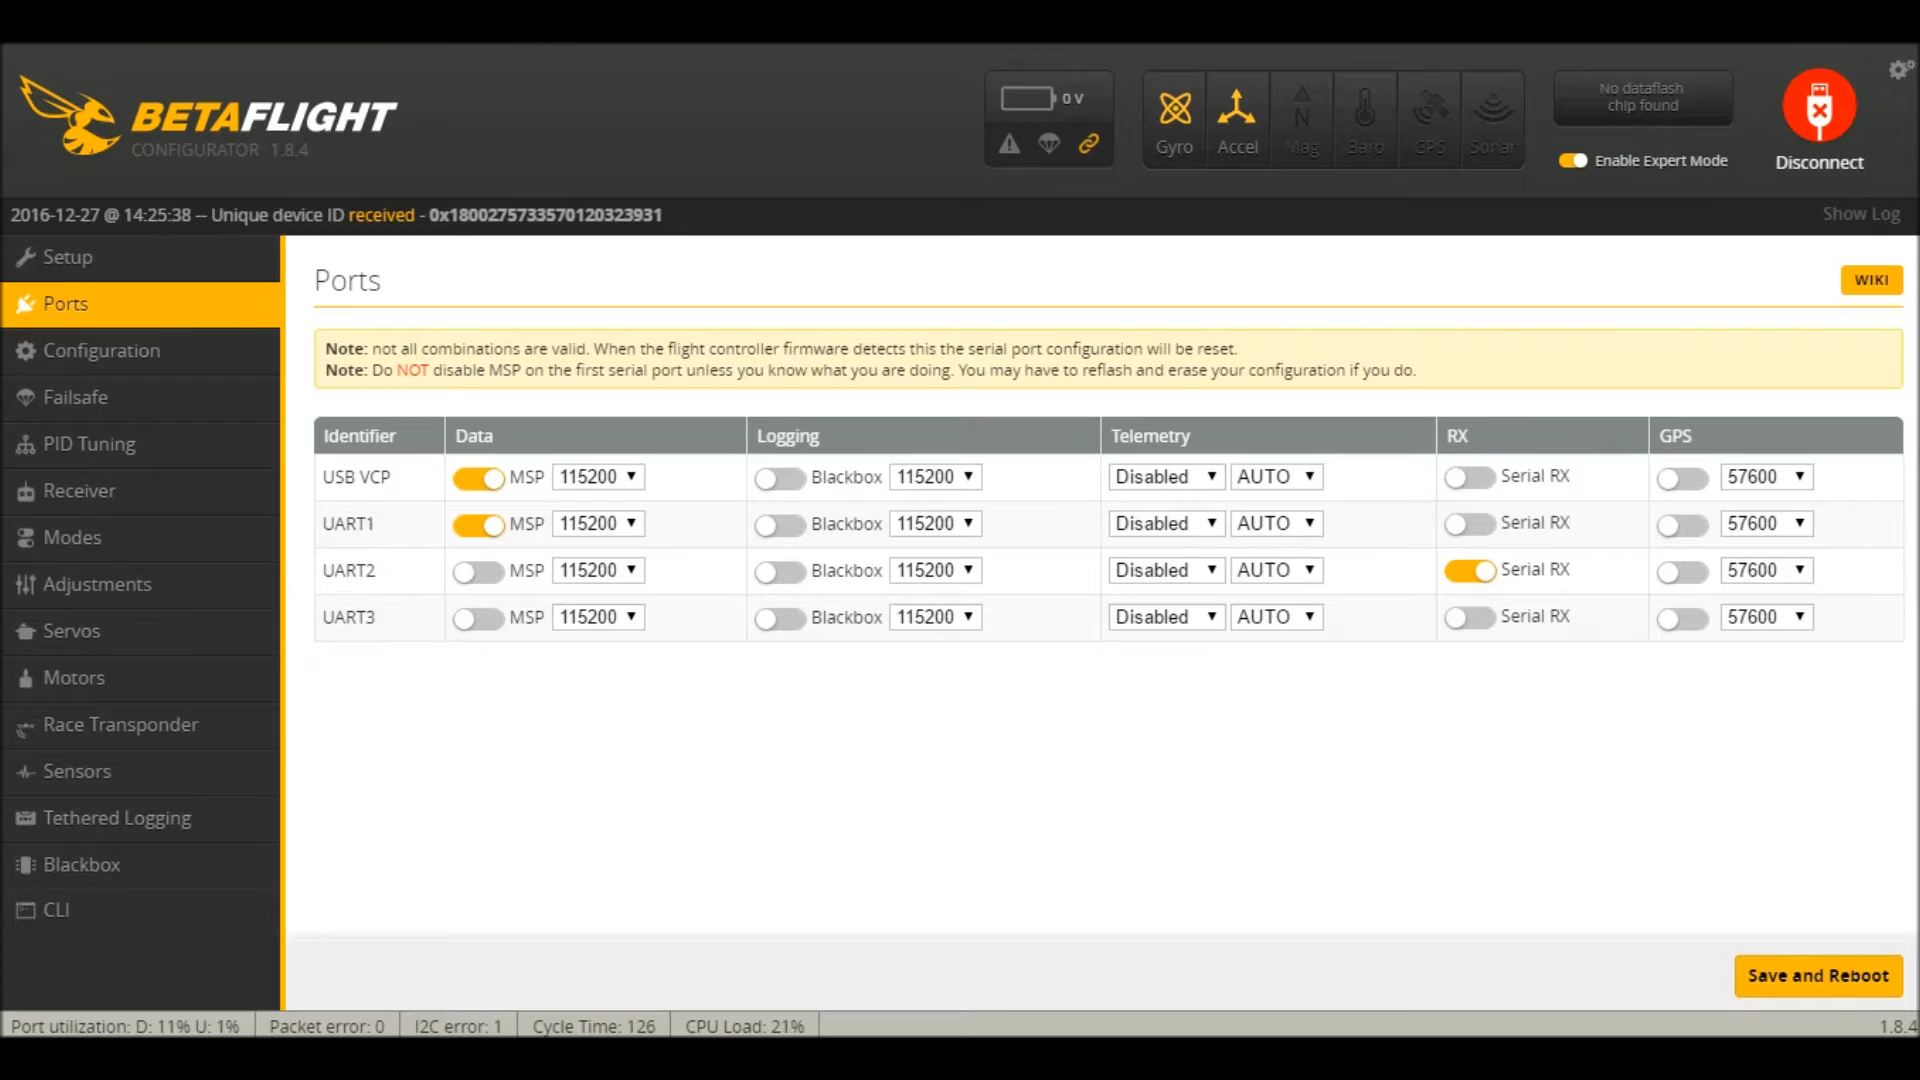 BETAFLIGHT
CONFIGURATOR 1.8.4
0 V
Gyro
Accel
Mag
Baro
GPS
Sonar
No dataflash
chip found
Enable Expert Mode
Disconnect
2016-12-27 @ 14:25:38 -- Unique device ID received - 0x1800275733570120323931
Show Log
Setup
Ports
Configuration
Failsafe
PID Tuning
Receiver
Modes
Adjustments
Servos
Motors
Race Transponder
Sensors
Tethered Logging
Blackbox
CLI
Ports
WIKI
Note: not all combinations are valid. When the flight controller firmware detects this the serial port configuration will be reset.
Note: Do NOT disable MSP on the first serial port unless you know what you are doing. You may have to reflash and erase your configuration if you do.
Identifier Data Logging Telemetry RX GPS
USB VCP MSP 115200 Blackbox 115200 Disabled AUTO Serial RX 57600
UART1 MSP 115200 Blackbox 115200 Disabled AUTO Serial RX 57600
UART2 MSP 115200 Blackbox 115200 Disabled AUTO Serial RX 57600
UART3 MSP 115200 Blackbox 115200 Disabled AUTO Serial RX 57600
Save and Reboot
Port utilization: D: 11% U: 1% Packet error: 0 I2C error: 1 Cycle Time: 126 CPU Load: 21% 1.8.4